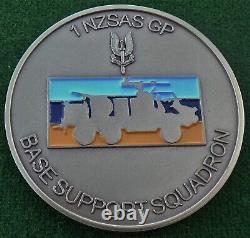 1 NZSAS GP
BASE SUPPORT SQUADRON